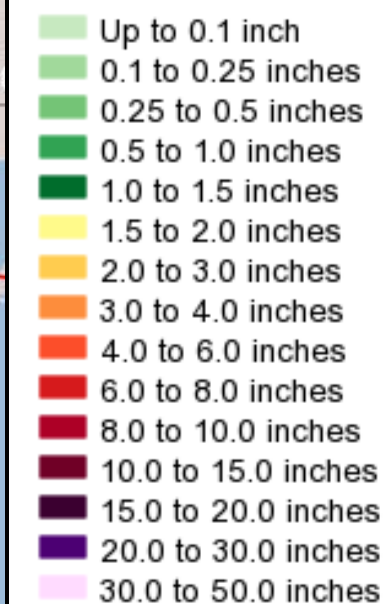 Up to 0.1 inch
0.1 to 0.25 inches
0.25 to 0.5 inches
0.5 to 1.0 inches
1.0 to 1.5 inches
1.5 to 2.0 inches
2.0 to 3.0 inches
3.0 to 4.0 inches
4.0 to 6.0 inches
6.0 to 8.0 inches
8.0 to 10.0 inches
10.0 to 15.0 inches
15.0 to 20.0 inches
20.0 to 30.0 inches
30.0 to 50.0 inches